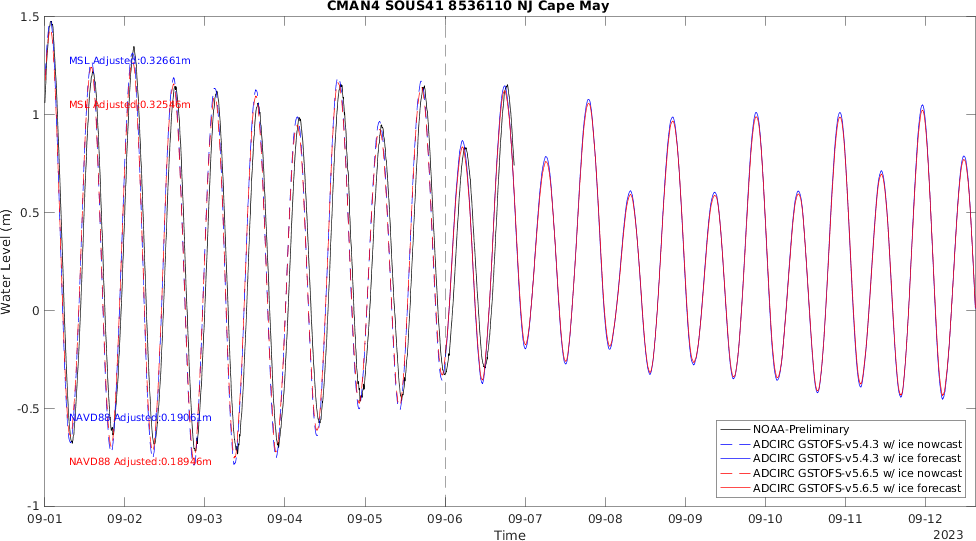 CMAN4 SOUS41 8536110 NJ Cape May
1.5
MSL Adjusted:0.32661m
MSL Adjusted:0.32546m
1
0.5
Water Level (m)
0
-0.5
NAVD88 Adjusted:0.19061m
NAVD88 Adjusted:0.18946m
NOAA-Preliminary
ADCIRC GSTOFS-v5.4.3 w/ ice nowcast
ADCIRC GSTOFS-v5.4.3 w/ ice forecast
ADCIRC GSTOFS-v5.6.5 w/ ice nowcast
ADCIRC GSTOFS-v5.6.5 w/ ice forecast
-1
09-01 09-02 09-03 09-04 09-05 09-06 09-07 09-08 09-09 09-10 09-11 09-12
Time
2023